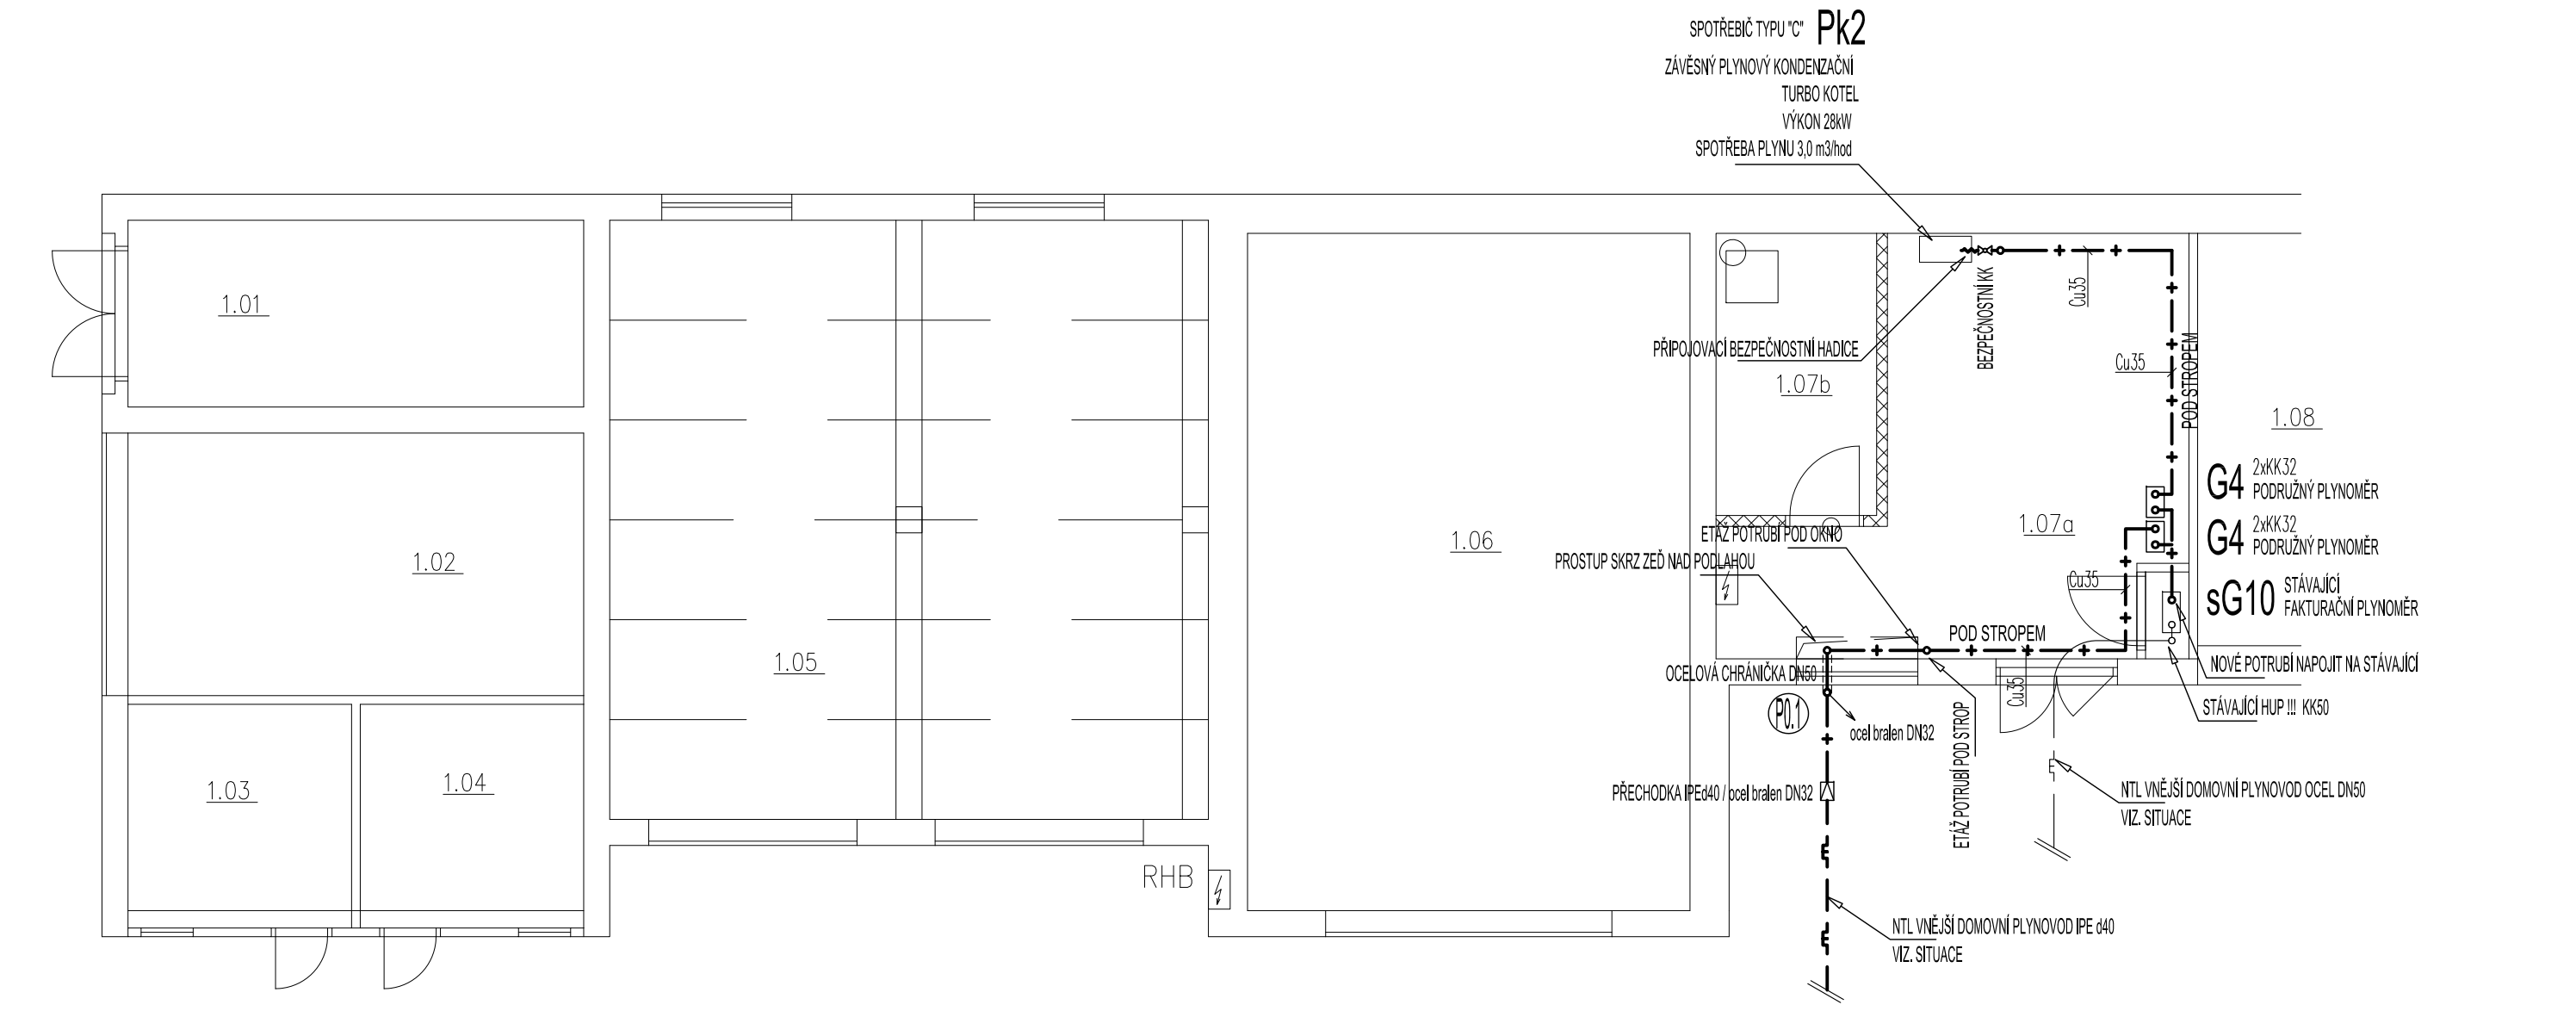 SPOTŘEBIČ TYPU "C" Pk2
ZÁVĚSNÝ PLYNOVÝ KONDENZAČNÍ
TURBO KOTEL
VÝKON 28kW
SPOTŘEBA PLYNU 3,0 m3/hod
1.01
BEZPEČNOSTNÍ KK
Cu35
PŘIPOJOVACÍ BEZPEČNOSTNÍ HADICE
Cu35
POD STROPEM
1.07b
1.08
G4 2xKK32
PODRUŽNÝ PLYNOMĚR
G4 2xKK32
PODRUŽNÝ PLYNOMĚR
1.07a
ETÁŽ POTRUBÍ POD OKNO
1.06
1.02
PROSTUP SKRZ ZEĎ NAD PODLAHOU
Cu35
sG10 STÁVAJÍCÍ
FAKTURAČNÍ PLYNOMĚR
POD STROPEM
1.05
OCELOVÁ CHRÁNIČKA DN50
NOVÉ POTRUBÍ NAPOJIT NA STÁVAJÍCÍ
Cu35
STÁVAJÍCÍ HUP !!! KK50
P0.1
ocel bralen DN32
ETÁŽ POTRUBÍ POD STROP
1.03
1.04
PŘECHODKA IPEd40 / ocel bralen DN32
NTL VNĚJŠÍ DOMOVNÍ PLYNOVOD OCEL DN50
VIZ. SITUACE
RHB
NTL VNĚJŠÍ DOMOVNÍ PLYNOVOD IPE d40
VIZ. SITUACE